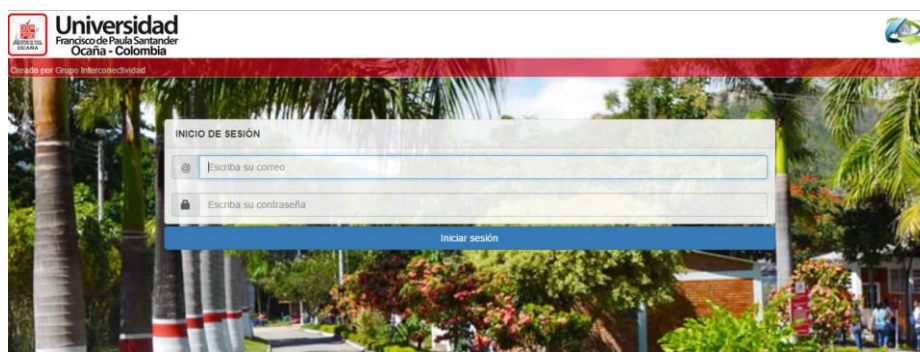 Universidad
Francisco de Paula Santander
Ocaña - Colombia
OCAÑA
Creado por Grupo Interconectividad
INICIO DE SESIÓN
@ Escriba su correo
Escriba su contraseña
Iniciar sesión